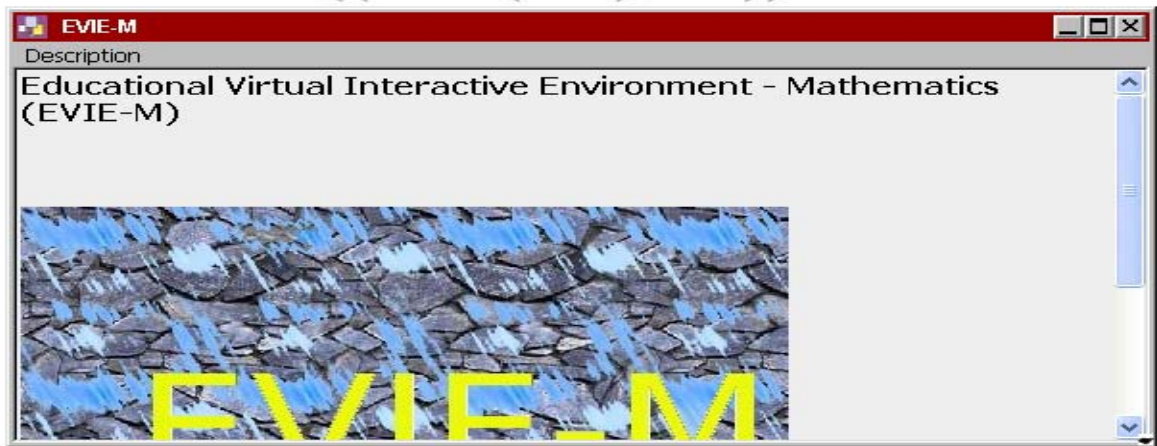 EVIE-M
Description
Educational Virtual Interactive Environment - Mathematics
(EVIE-M)
EVIE-M